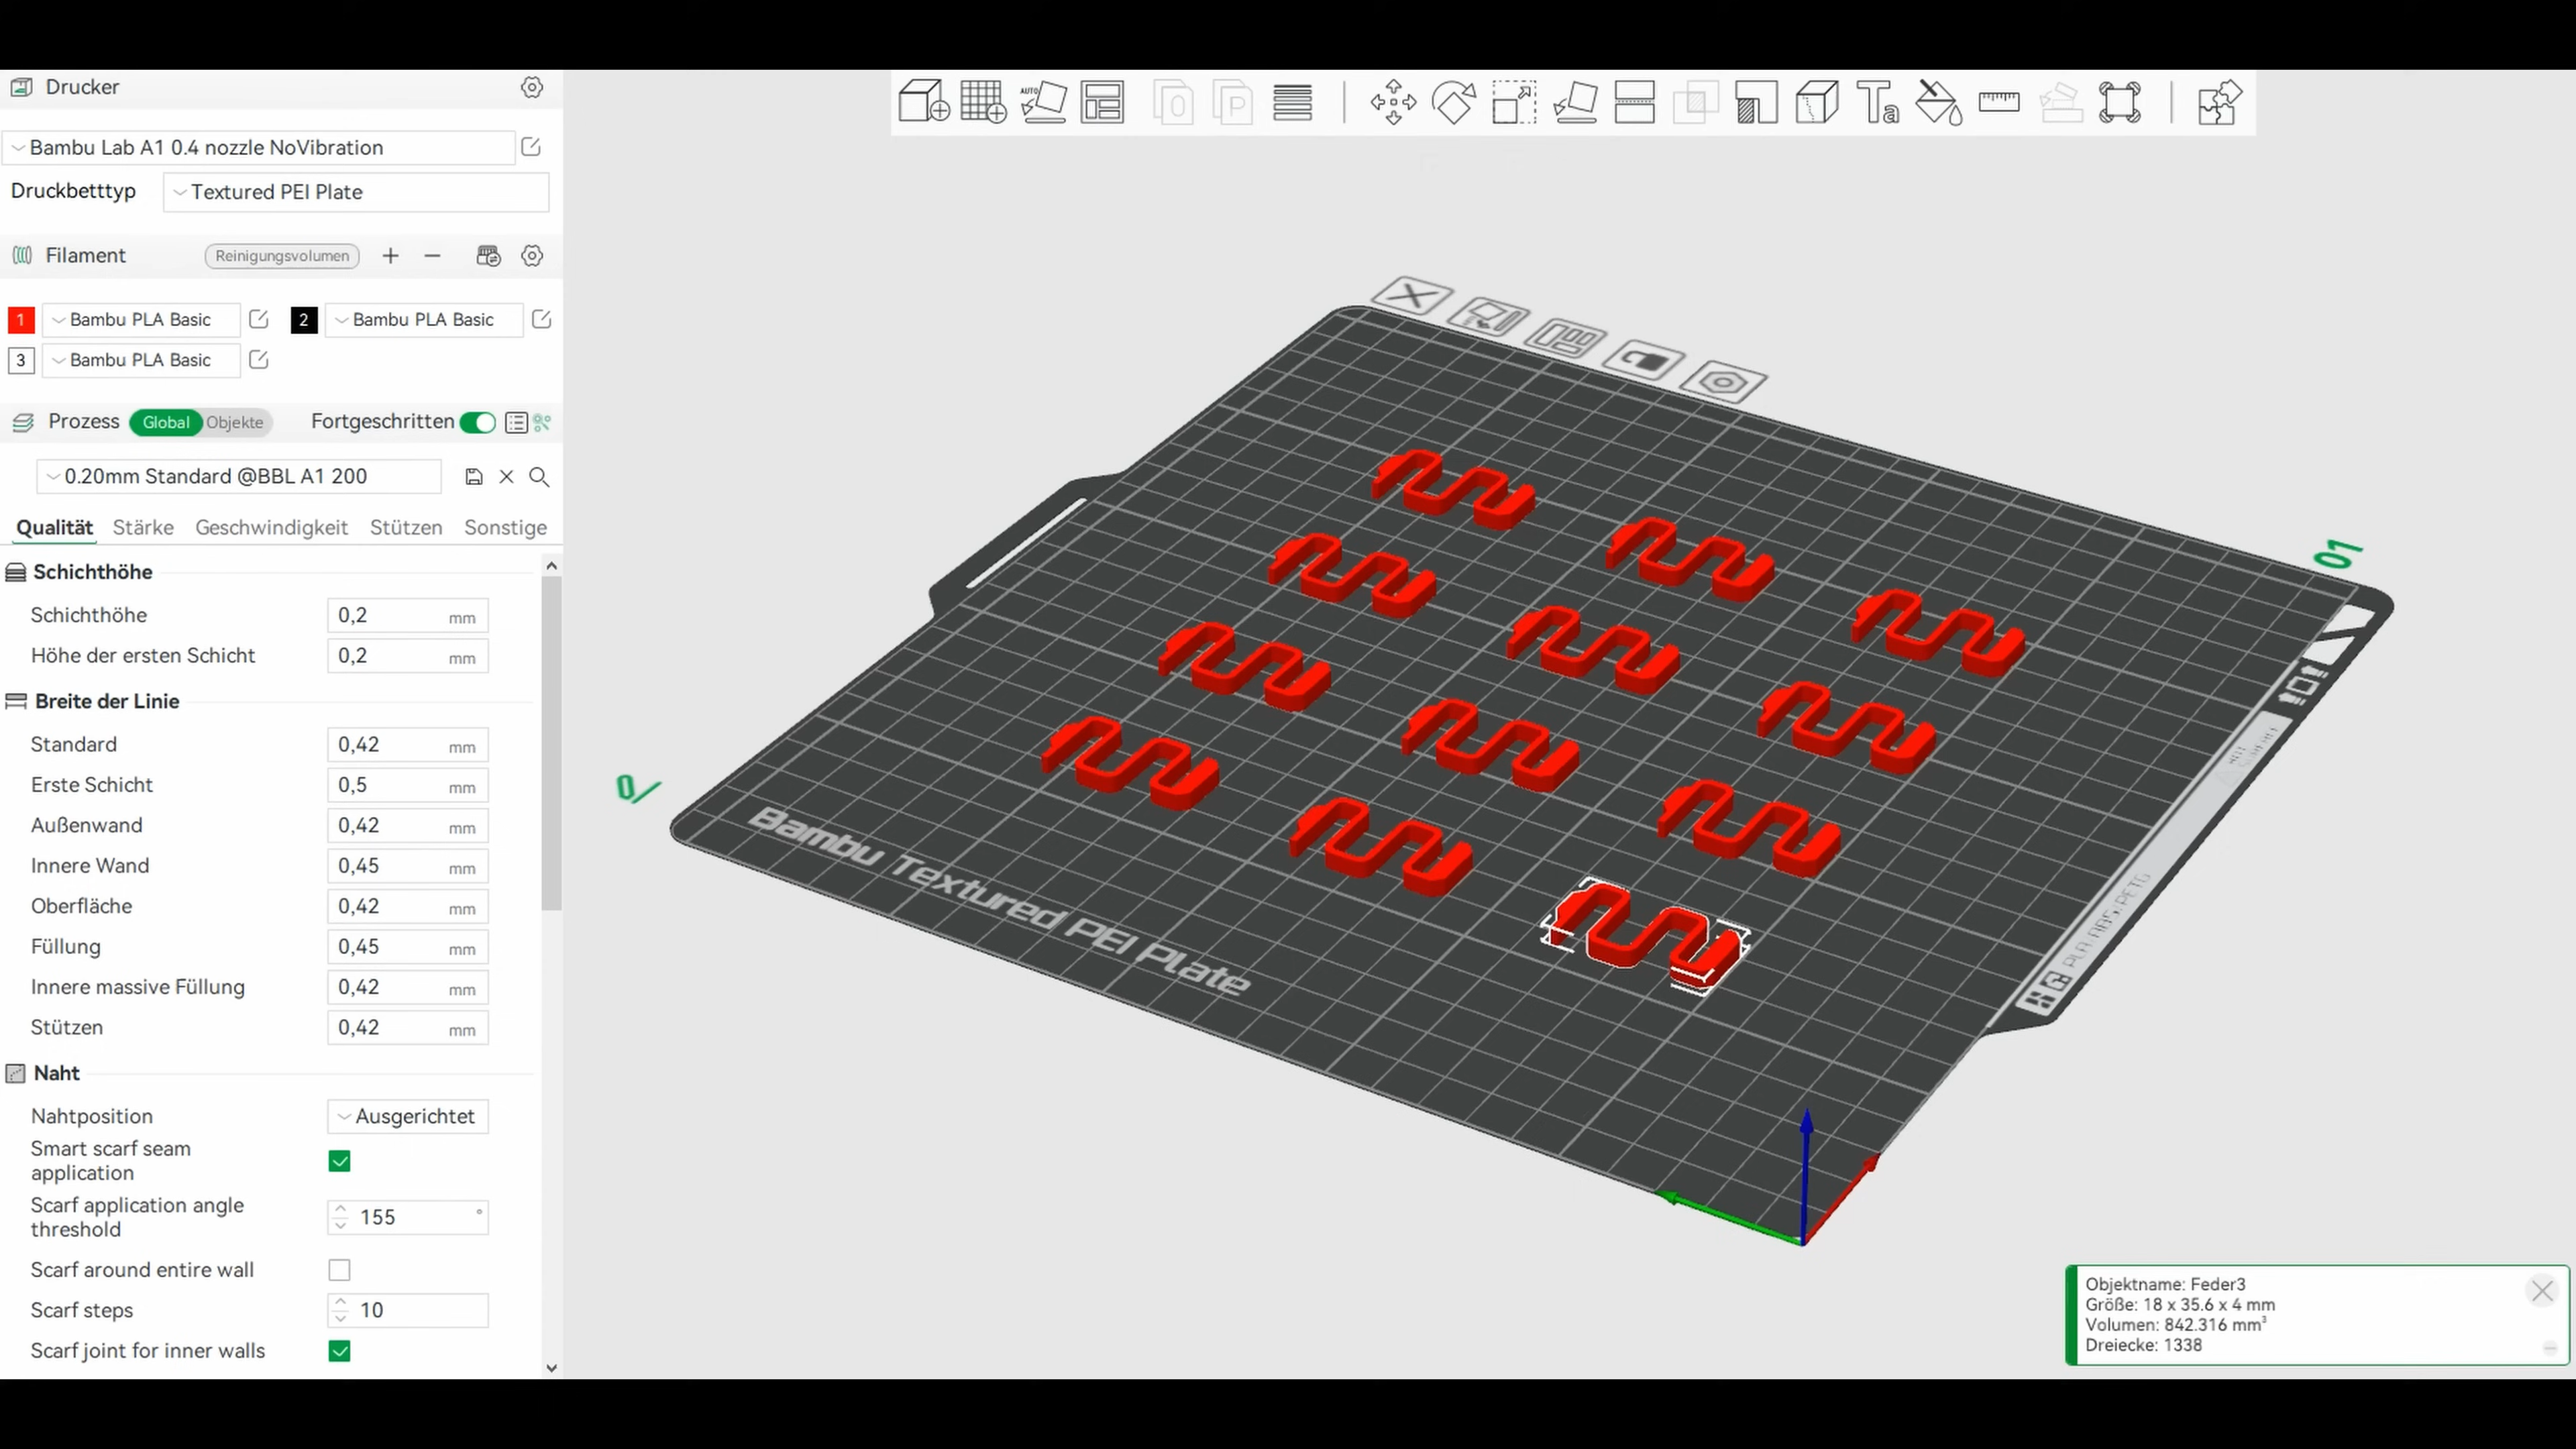 Drucker
Bambu Lab A1 0.4 nozzle NoVibration
Druckbetttyp
Textured PEI Plate
Filament
Reinigungsvolumen
1
Bambu PLA Basic
2
Bambu PLA Basic
3
Bambu PLA Basic
Prozess
Global
Objekte
Fortgeschritten
0.20mm Standard @BBL A1 200
Qualität
Stärke
Geschwindigkeit
Stützen
Sonstige
Schichthöhe
Schichthöhe
0,2 mm
Höhe der ersten Schicht
0,2 mm
Breite der Linie
Standard
0,42 mm
Erste Schicht
0,5 mm
Außenwand
0,42 mm
Innere Wand
0,45 mm
Oberfläche
0,42 mm
Füllung
0,45 mm
Innere massive Füllung
0,42 mm
Stützen
0,42 mm
Naht
Nahtposition
Ausgerichtet
Smart scarf seam
application
Scarf application angle
threshold
155 °
Scarf around entire wall
Scarf steps
10
Scarf joint for inner walls
AUTO
O
P
Ta
01
Bambu Textured PEI Plate
PLA/ABS/PETG
Objektname: Feder3
Größe: 18 x 35.6 x 4 mm
Volumen: 842.316 mm³
Dreiecke: 1338